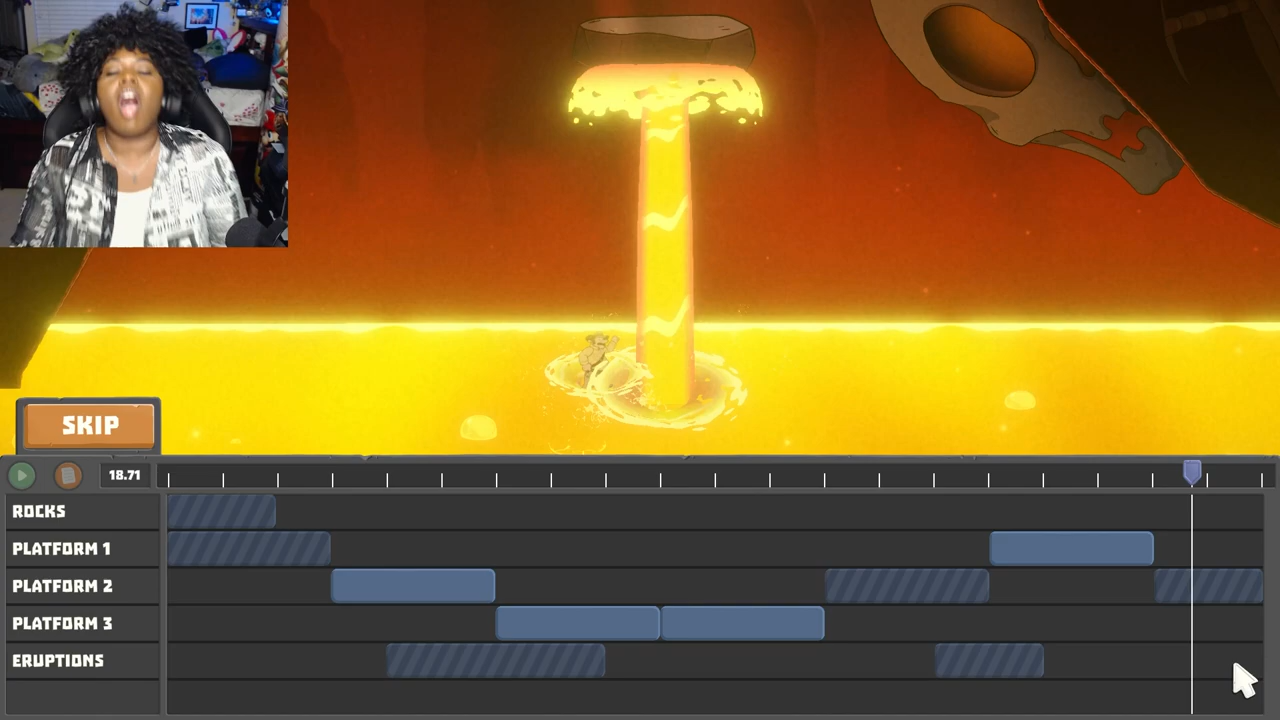 SKIP
18.71
ROCKS
PLATFORM 1
PLATFORM 2
PLATFORM 3
ERUPTIONS